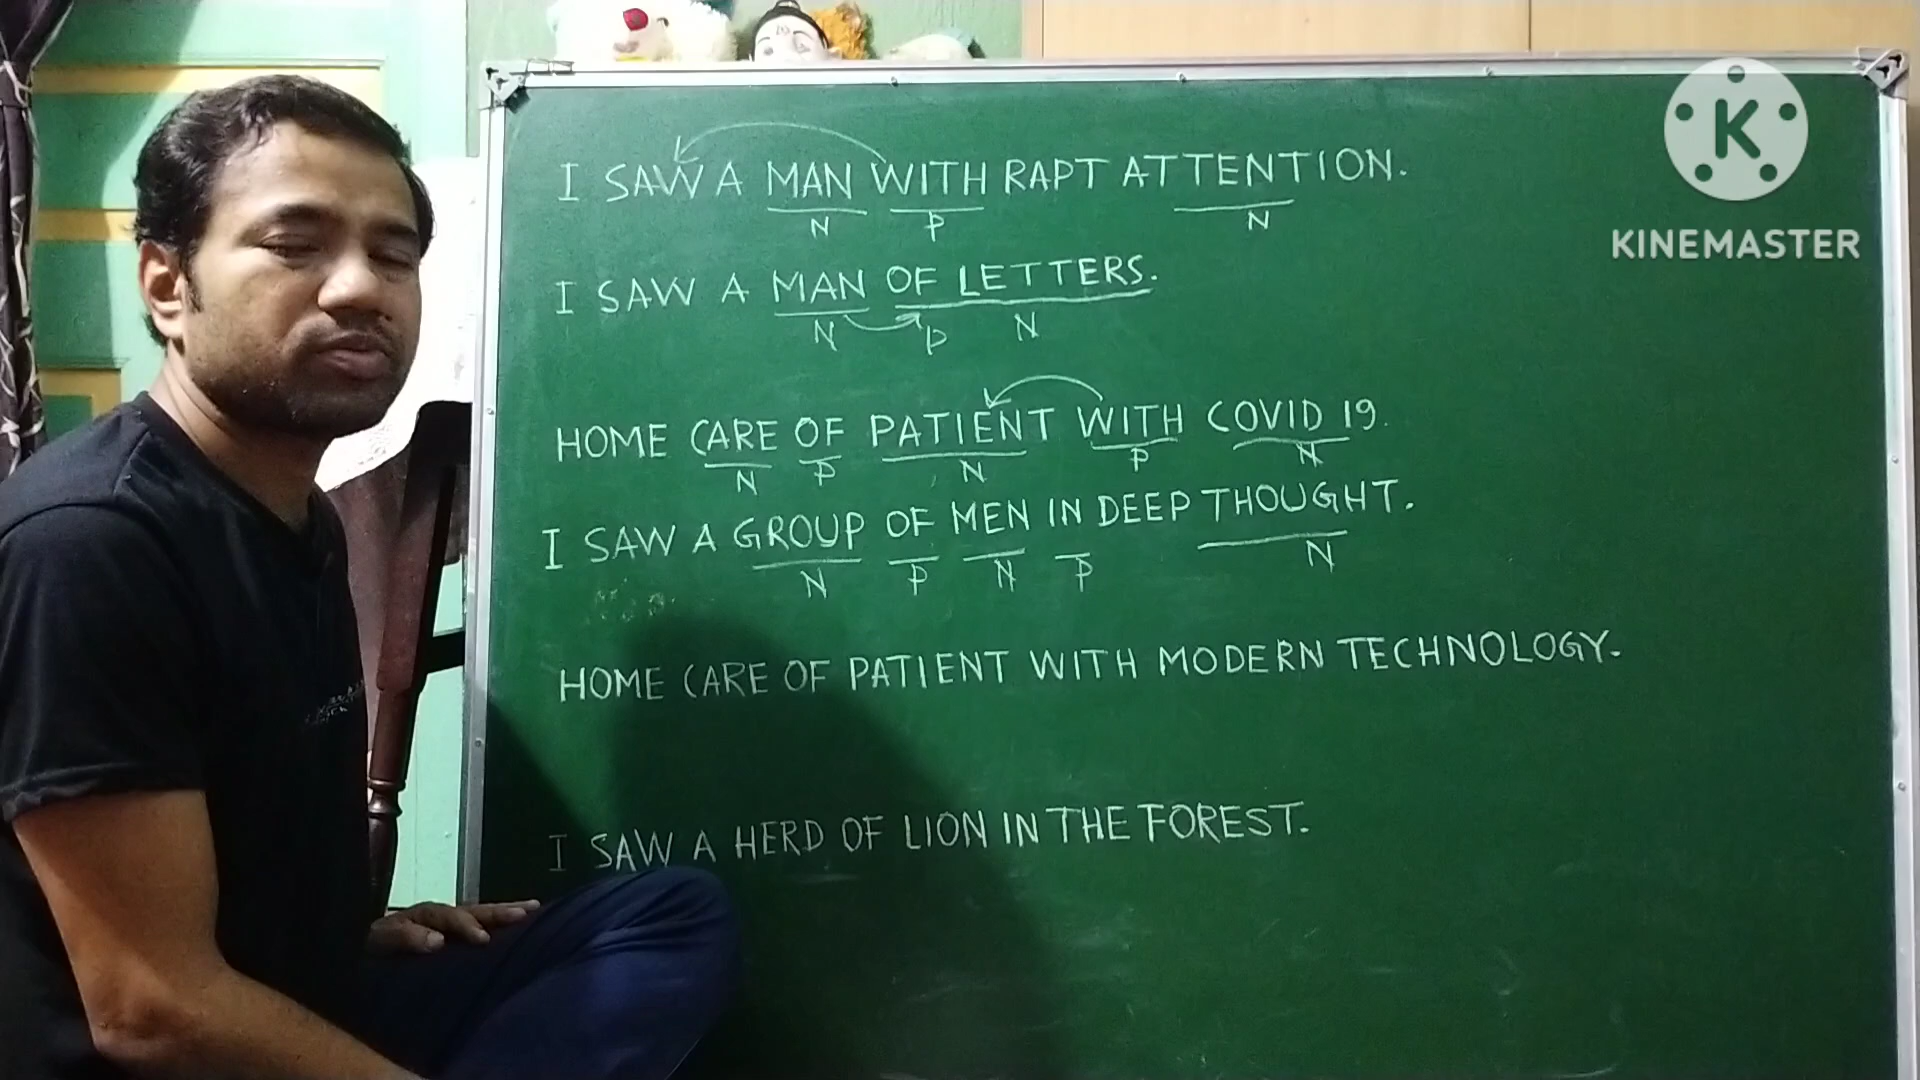 I SAW A MAN WITH RAPT ATTENTION.
N P N
I SAW A MAN OF LETTERS.
N P N
HOME CARE OF PATIENT WITH COVID 19.
N P N P N
I SAW A GROUP OF MEN IN DEEP THOUGHT.
N P N P N
HOME CARE OF PATIENT WITH MODERN TECHNOLOGY.
I SAW A HERD OF LION IN THE FOREST.
K
KINEMASTER